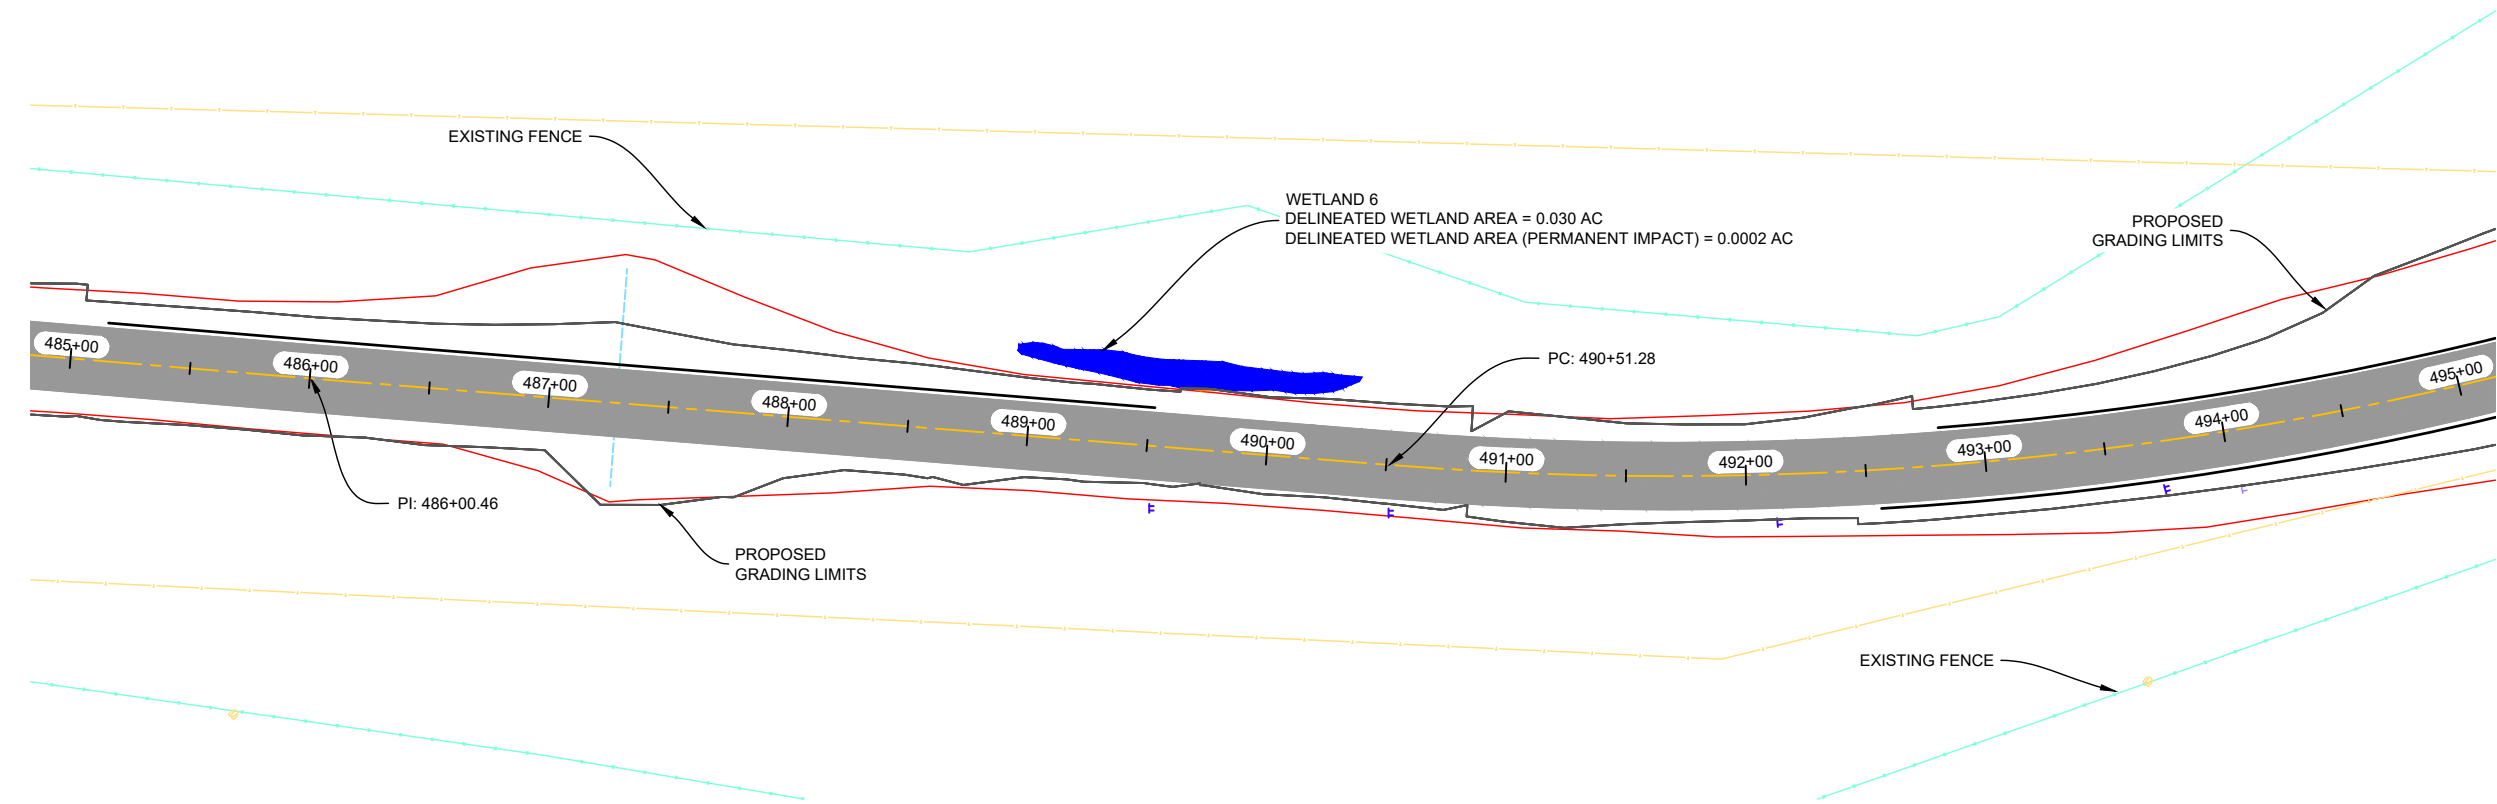 EXISTING FENCE
WETLAND 6
DELINEATED WETLAND AREA = 0.030 AC
DELINEATED WETLAND AREA (PERMANENT IMPACT) = 0.0002 AC
PROPOSED
GRADING LIMITS
485+00
486+00
487+00
488+00
489+00
490+00
491+00
492+00
493+00
494+00
495+00
PC: 490+51.28
PI: 486+00.46
PROPOSED
GRADING LIMITS
EXISTING FENCE